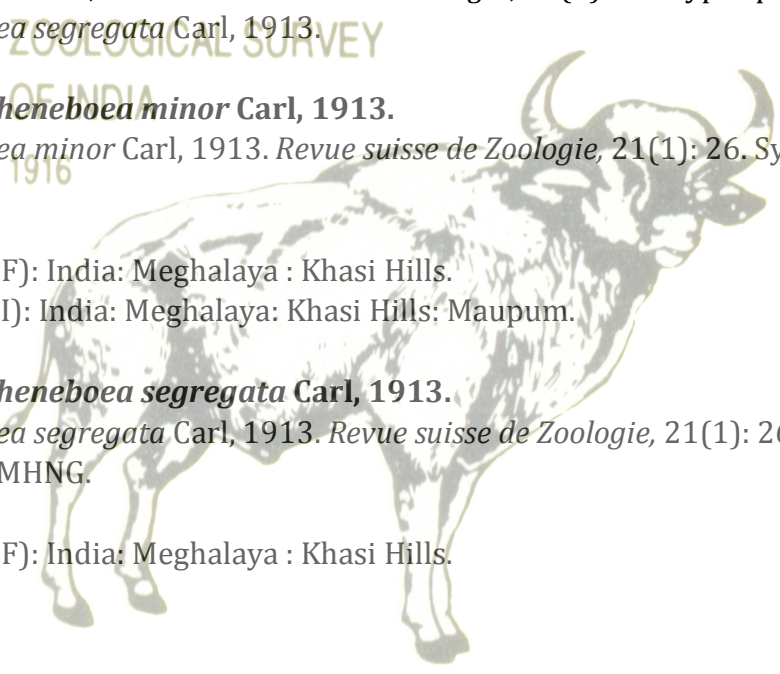 ea segregata Carl, 1913.
ZOOLOGICAL SURVEY
OF INDIA
heneboea minor Carl, 1913.
ea minor Carl, 1913. Revue suisse de Zoologie, 21(1): 26. Sy
1916
F): India: Meghalaya : Khasi Hills.
I): India: Meghalaya: Khasi Hills: Maupum.
heneboea segregata Carl, 1913.
ea segregata Carl, 1913. Revue suisse de Zoologie, 21(1): 26
MHNG.
F): India: Meghalaya : Khasi Hills.